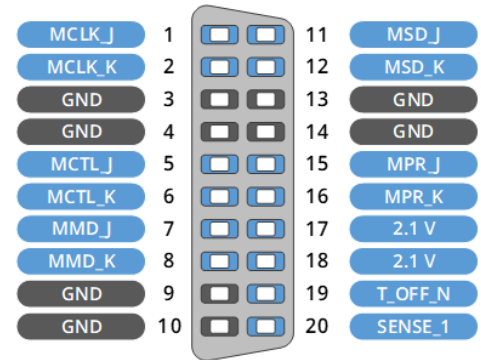 MCLK_J 1 11 MSD_J
MCLK_K 2 12 MSD_K
GND 3 13 GND
GND 4 14 GND
MCTL_J 5 15 MPR_J
MCTL_K 6 16 MPR_K
MMD_J 7 17 2.1 V
MMD_K 8 18 2.1 V
GND 9 19 T_OFF_N
GND 10 20 SENSE_1